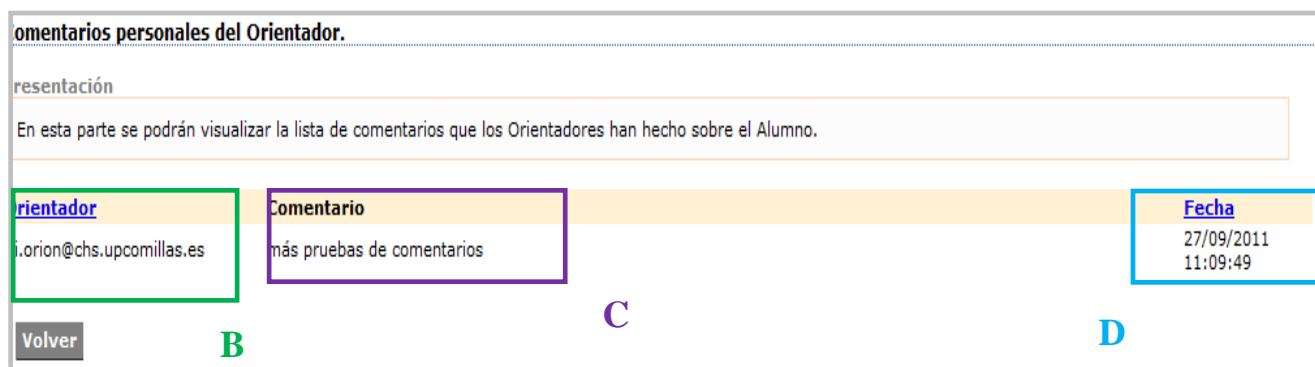 omentarios personales del Orientador.
resentación
En esta parte se podrán visualizar la lista de comentarios que los Orientadores han hecho sobre el Alumno.
rientador Comentario Fecha
i.orion@chs.upcomillas.es más pruebas de comentarios 27/09/2011
11:09:49
C
Volver B D